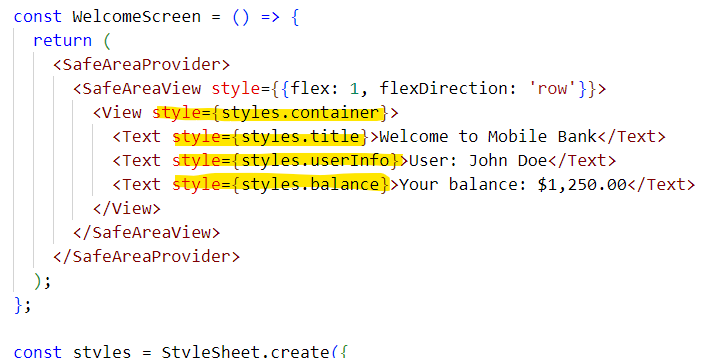 const WelcomeScreen = () => {
return (
<SafeAreaProvider>
<SafeAreaView style={{flex: 1, flexDirection: 'row'}}>
<View style={styles.container}>
<Text style={styles.title}>Welcome to Mobile Bank</Text>
<Text style={styles.userInfo}>User: John Doe</Text>
<Text style={styles.balance}>Your balance: $1,250.00</Text>
</View>
</SafeAreaView>
</SafeAreaProvider>
);
};
const styles = StyleSheet.create({